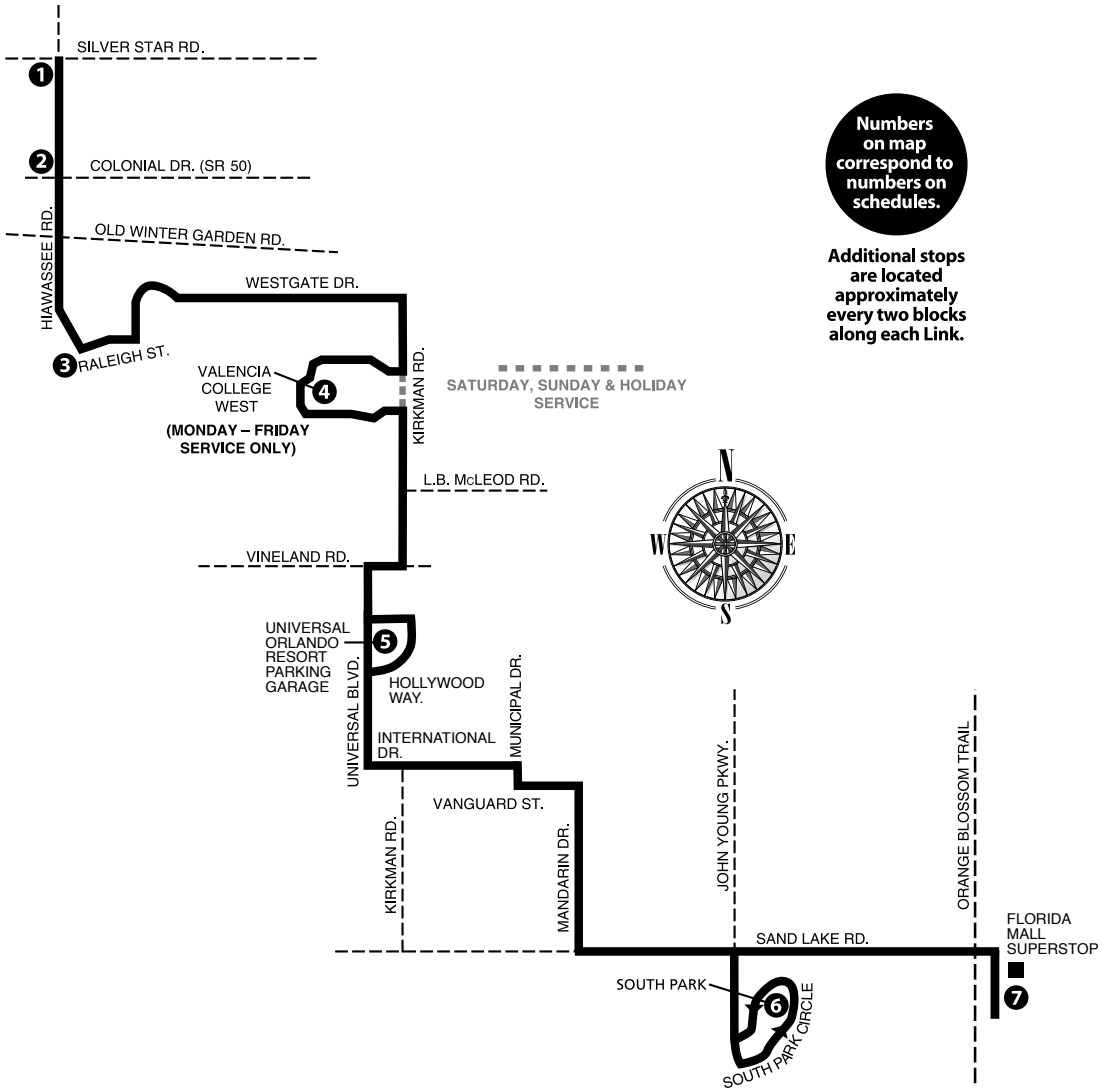 SILVER STAR RD.
1
2
COLONIAL DR. (SR 50)
HIAWASSEE RD.
OLD WINTER GARDEN RD.
WESTGATE DR.
3
RALEIGH ST.
VALENCIA
COLLEGE
WEST
4
(MONDAY – FRIDAY
SERVICE ONLY)
KIRKMAN RD.
SATURDAY, SUNDAY & HOLIDAY
SERVICE
Numbers
on map
correspond to
numbers on
schedules.
Additional stops
are located
approximately
every two blocks
along each Link.
L.B. McLEOD RD.
N
W
E
S
VINELAND RD.
UNIVERSAL
ORLANDO
RESORT
PARKING
GARAGE
5
UNIVERSAL BLVD.
HOLLYWOOD
WAY.
INTERNATIONAL
DR.
MUNICIPAL DR.
VANGUARD ST.
KIRKMAN RD.
MANDARIN DR.
JOHN YOUNG PKWY.
ORANGE BLOSSOM TRAIL
SAND LAKE RD.
FLORIDA
MALL
SUPERSTOP
7
SOUTH PARK
6
SOUTH PARK CIRCLE